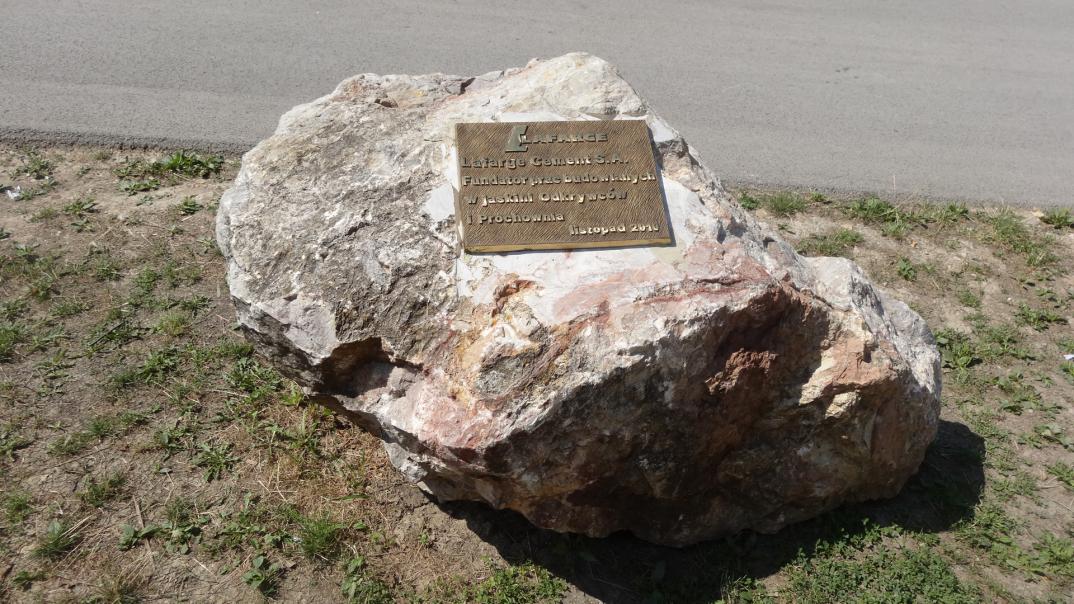 LAFARGE
Lafarge Cement S.A.
Fundator prac budowlanych
w jaskini Odkrywców
i Prochownia
listopad 2010